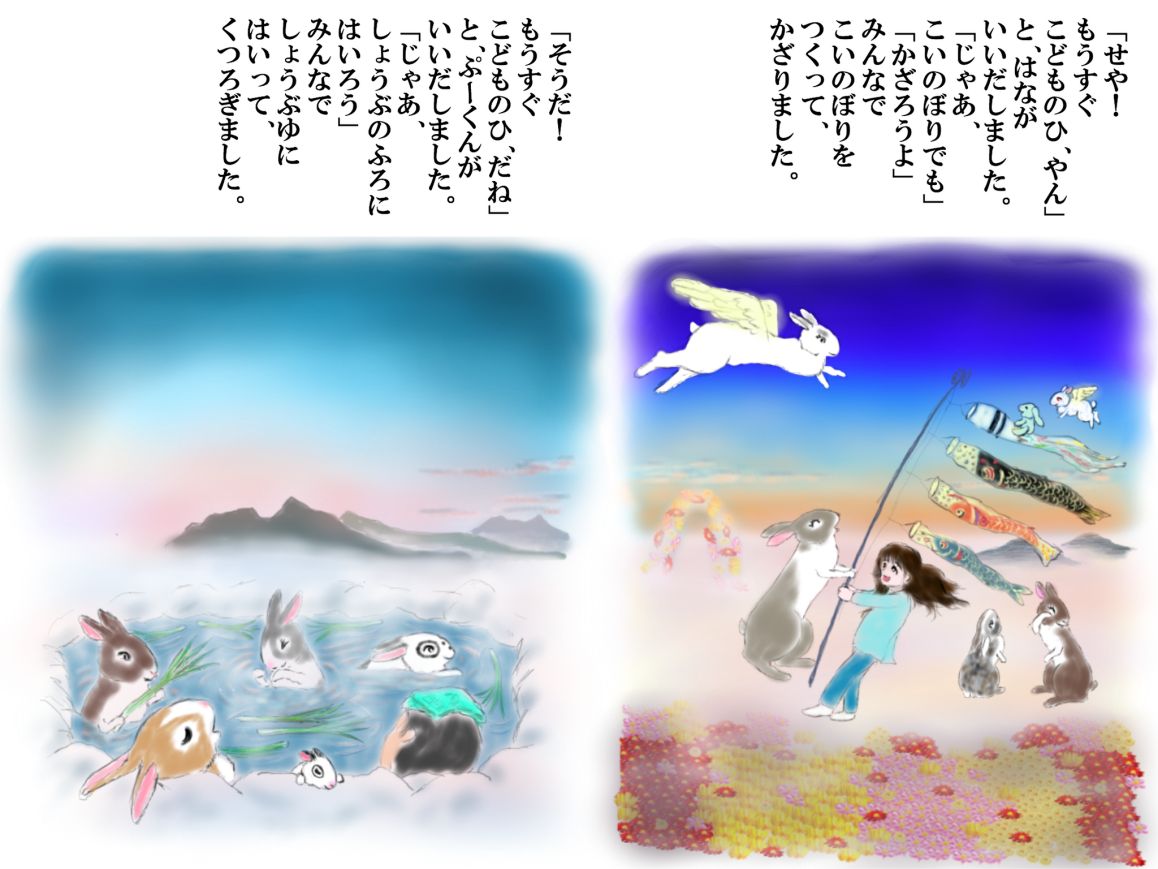 「せや!
もうすぐ
こどものひ、やん」
と、はなが
いいだしました。
「じゃあ、
こいのぼりでも」
「かざろうよ」
みんなで
こいのぼりを
つくって、
かざりました。
「そうだ!
もうすぐ
こどものひ、だね」
と、ぷーくんが
いいだしました。
「じゃあ、
しょうぶのふろに
はいろう」
みんなで
しょうぶゆに
はいって、
くつろぎました。